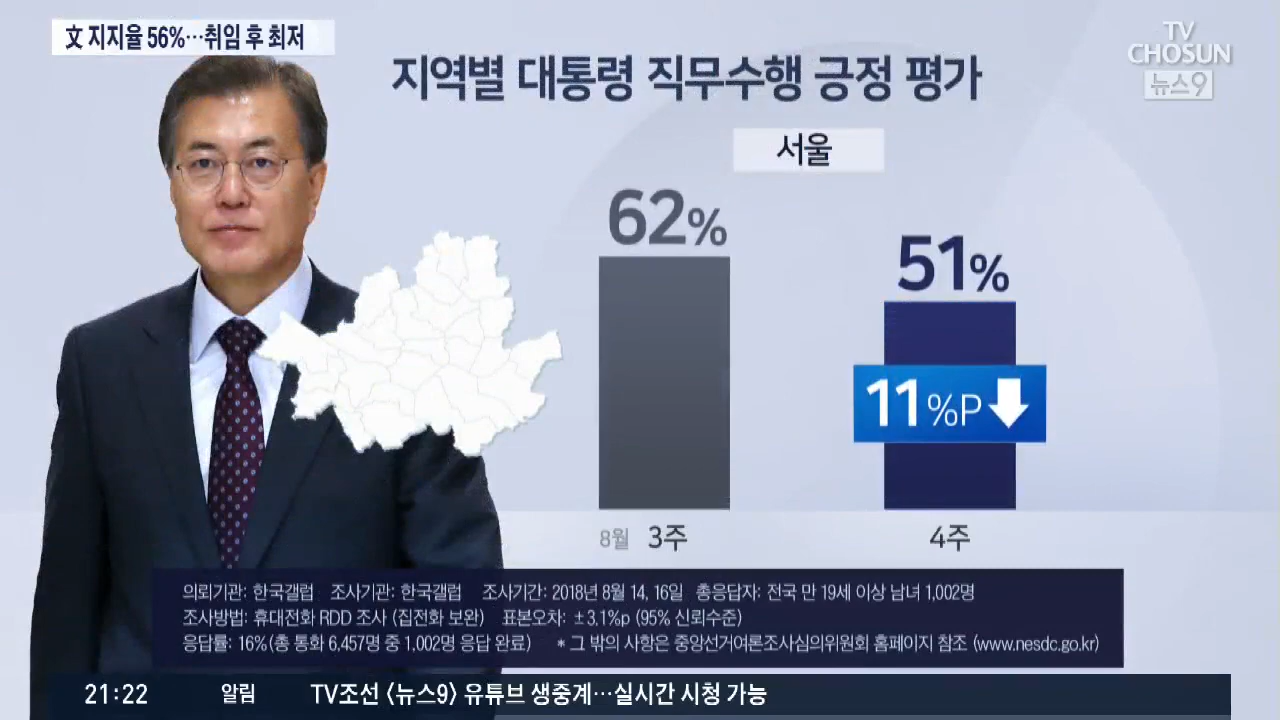 文 지지율 56%···취임 후 최저
TV
CHOSUN
뉴스9
지역별 대통령 직무수행 긍정 평가
서울
62%
51%
11%P
8월 3주
4주
의뢰기관: 한국갤럽 조사기관: 한국갤럽 조사기간: 2018년 8월 14, 16일 총응답자: 전국 만 19세 이상 남녀 1,002명
조사방법: 휴대전화 RDD 조사 (집전화 보완) 표본오차: ±3.1%p (95% 신뢰수준)
응답률: 16%(총 통화 6,457명 중 1,002명 응답 완료) * 그 밖의 사항은 중앙선거여론조사심의위원회 홈페이지 참조 (www.nesdc.go.kr)
21:22 알림 TV조선 〈뉴스9〉 유튜브 생중계···실시간 시청 가능